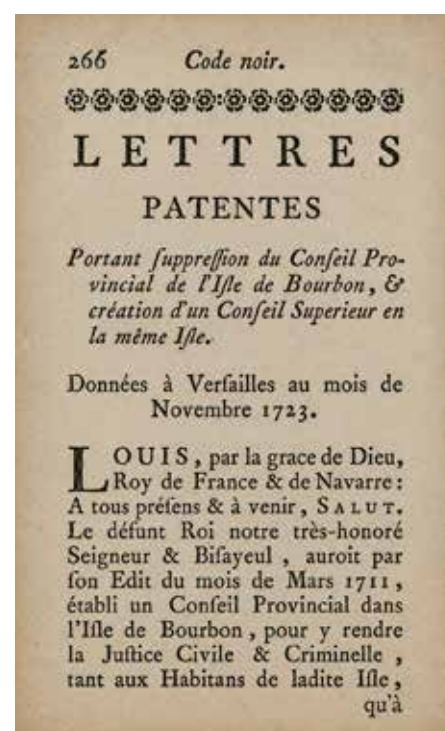 266 Code noir.
LETTRES
PATENTES
Portant ſuppreſſion du Conſeil Pro-
vincial de l'Iſle de Bourbon, &
création d'un Conſeil Superieur en
la même Iſle.
Données à Verſailles au mois de
Novembre 1723.
LOUIS, par la grace de Dieu,
Roy de France & de Navarre:
A tous préſens & à venir, SALUT.
Le défunt Roi notre très-honoré
Seigneur & Biſayeul, auroit par
ſon Edit du mois de Mars 1711,
établi un Conſeil Provincial dans
l'Iſle de Bourbon, pour y rendre
la Juſtice Civile & Criminelle,
tant aux Habitans de ladite Iſle,
qu'à